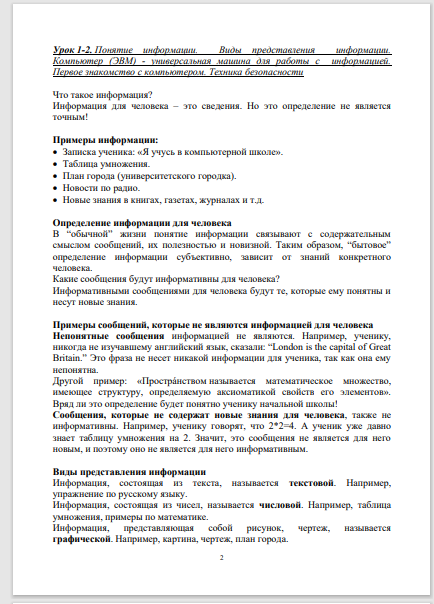 Урок 1-2. Понятие информации. Виды представления информации.
Компьютер (ЭВМ) - универсальная машина для работы с информацией.
Первое знакомство с компьютером. Техника безопасности
Что такое информация?
Информация для человека – это сведения. Но это определение не является
точным!
Примеры информации:
• Записка ученика: «Я учусь в компьютерной школе».
• Таблица умножения.
• План города (университетского городка).
• Новости по радио.
• Новые знания в книгах, газетах, журналах и т.д.
Определение информации для человека
В “обычной” жизни понятие информации связывают с содержательным
смыслом сообщений, их полезностью и новизной. Таким образом, “бытовое”
определение информации субъективно, зависит от знаний конкретного
человека.
Какие сообщения будут информативны для человека?
Информативными сообщениями для человека будут те, которые ему понятны и
несут новые знания.
Примеры сообщений, которые не являются информацией для человека
Непонятные сообщения информацией не являются. Например, ученику,
никогда не изучавшему английский язык, сказали: “London is the capital of Great
Britain.” Это фраза не несет никакой информации для ученика, так как она ему
непонятна.
Другой пример: «Простра́нством называется математическое множество,
имеющее структуру, определяемую аксиоматикой свойств его элементов».
Вряд ли это определение будет понятно ученику начальной школы!
Сообщения, которые не содержат новые знания для человека, также не
информативны. Например, ученику говорят, что 2*2=4. А ученик уже давно
знает таблицу умножения на 2. Значит, это сообщения не является для него
новым, и поэтому оно не является для него информативным.
Виды представления информации
Информация, состоящая из текста, называется текстовой. Например,
упражнение по русскому языку.
Информация, состоящая из чисел, называется числовой. Например, таблица
умножения, примеры по математике.
Информация, представляющая собой рисунок, чертеж, называется
графической. Например, картина, чертеж, план города.
2